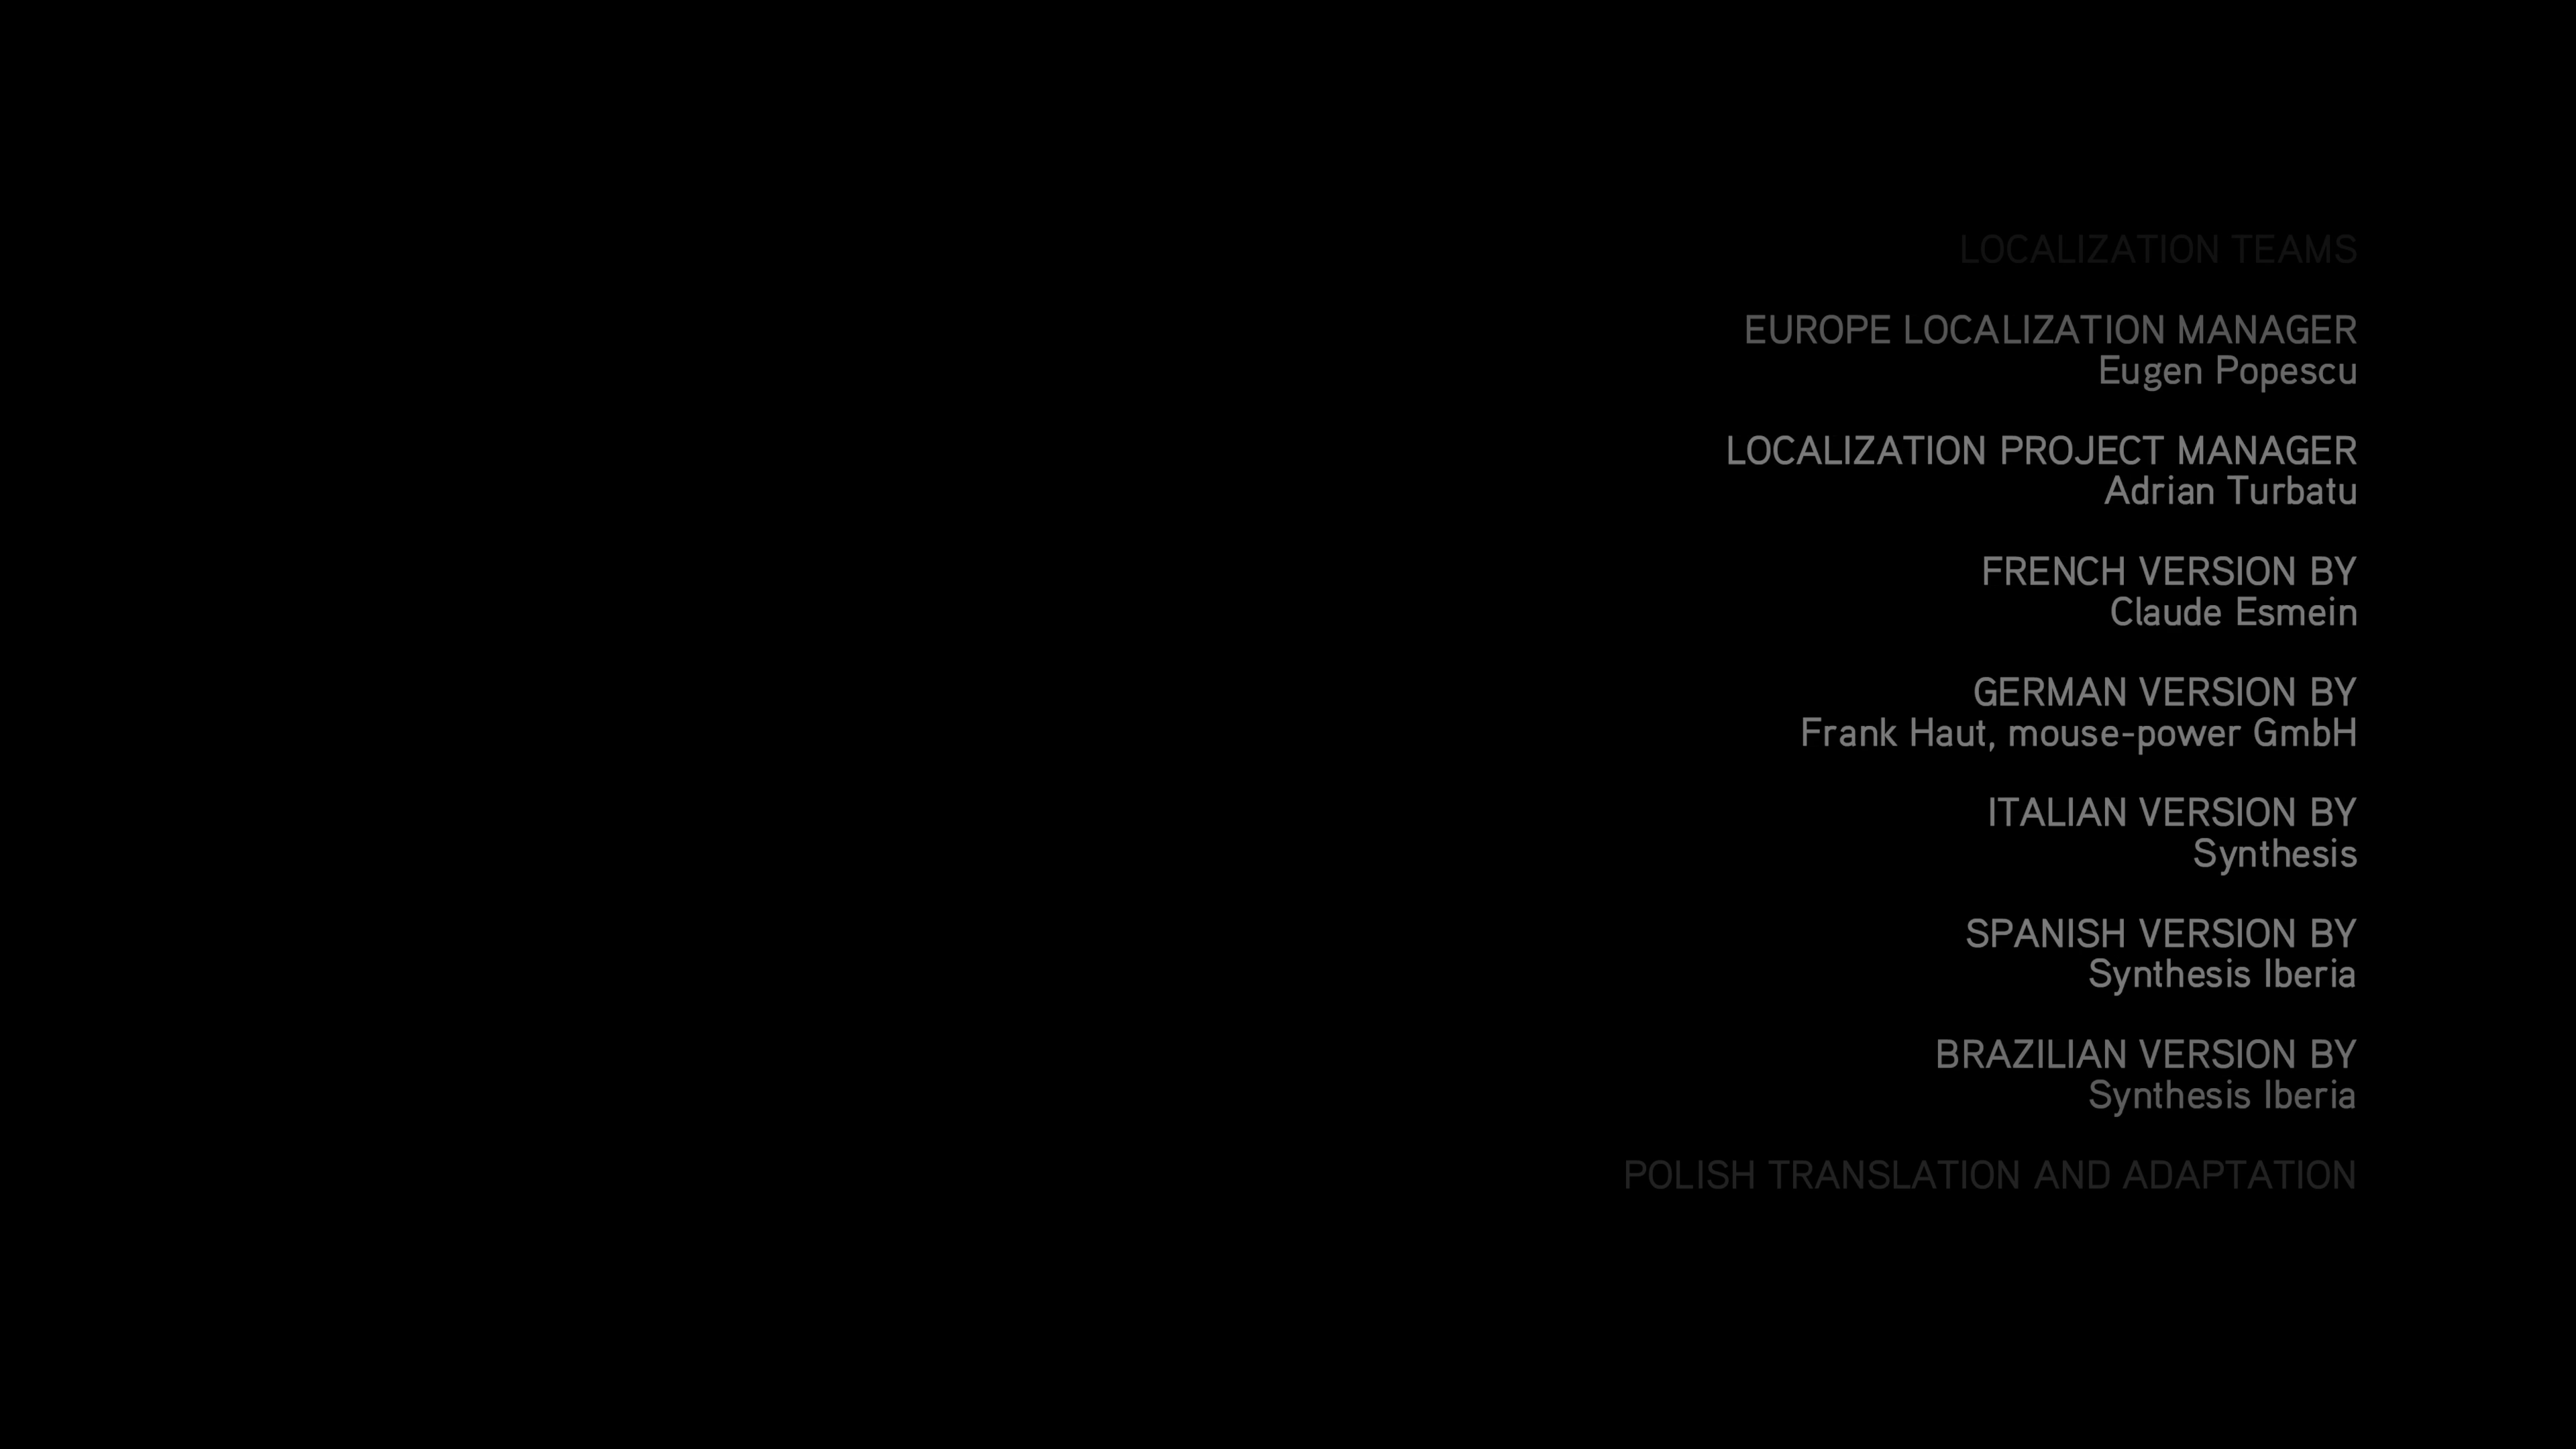 LOCALIZATION TEAMS
EUROPE LOCALIZATION MANAGER
Eugen Popescu
LOCALIZATION PROJECT MANAGER
Adrian Turbatu
FRENCH VERSION BY
Claude Esmein
GERMAN VERSION BY
Frank Haut, mouse-power GmbH
ITALIAN VERSION BY
Synthesis
SPANISH VERSION BY
Synthesis Iberia
BRAZILIAN VERSION BY
Synthesis Iberia
POLISH TRANSLATION AND ADAPTATION